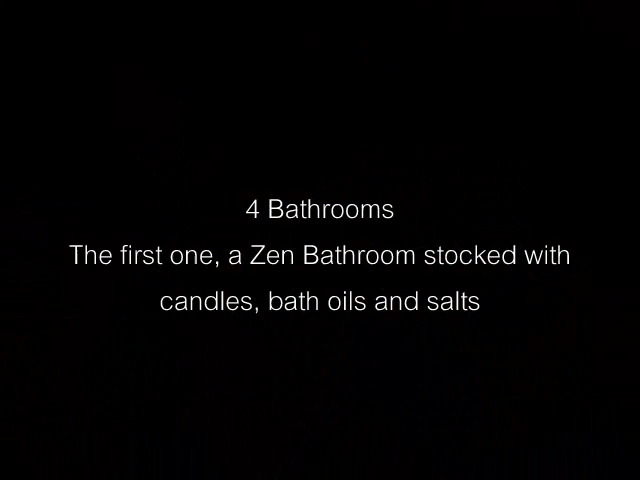 4 Bathrooms
The first one, a Zen Bathroom stocked with
candles, bath oils and salts